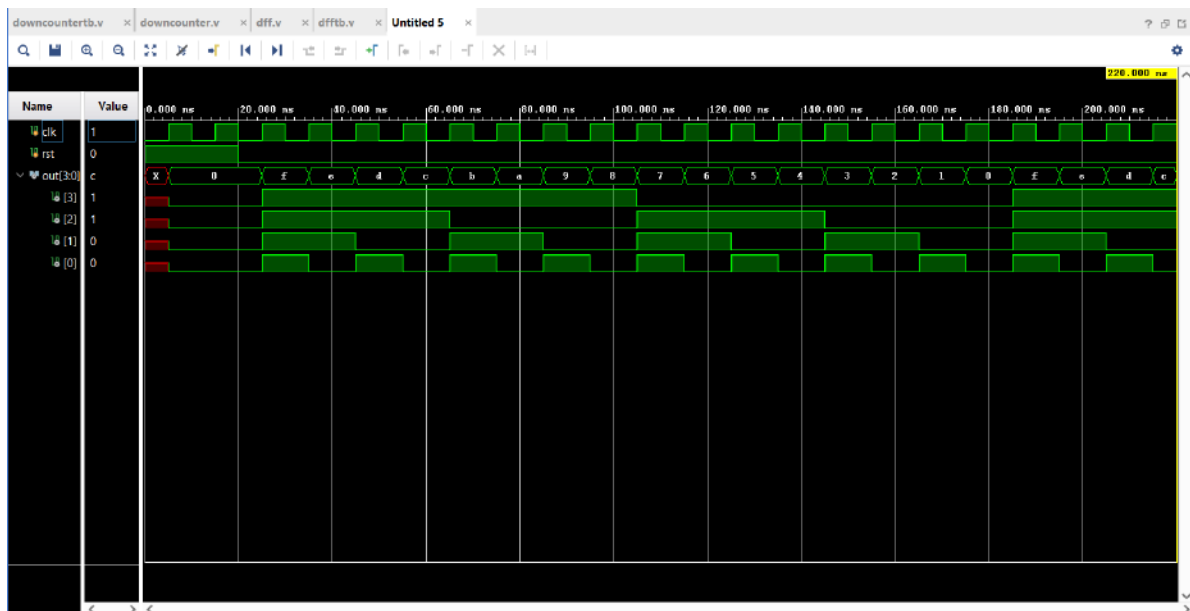 downcountertb.v × downcounter.v × dff.v × dfftb.v × Untitled 5 ×
220.000 ns
Name Value 0.000 ns 20.000 ns 40.000 ns 60.000 ns 80.000 ns 100.000 ns 120.000 ns 140.000 ns 160.000 ns 180.000 ns 200.000 ns
clk 1
rst 0
out[3:0] c X 0 f e d c b a 9 8 7 6 5 4 3 2 1 0 f e d c
[3] 1
[2] 1
[1] 0
[0] 0